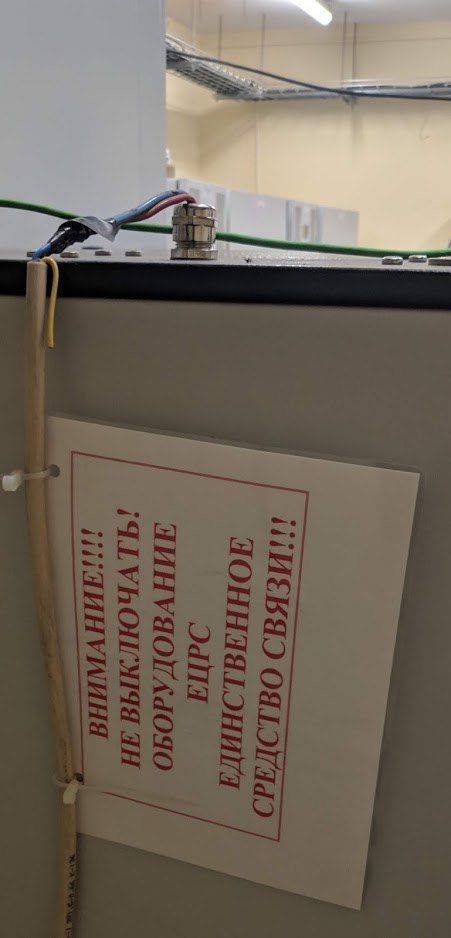 ВНИМАНИЕ!!!!
НЕ ВЫКЛЮЧАТЬ!
ОБОРУДОВАНИЕ
ЕЦРС
ЕДИНСТВЕННОЕ
СРЕДСТВО СВЯЗИ!!!